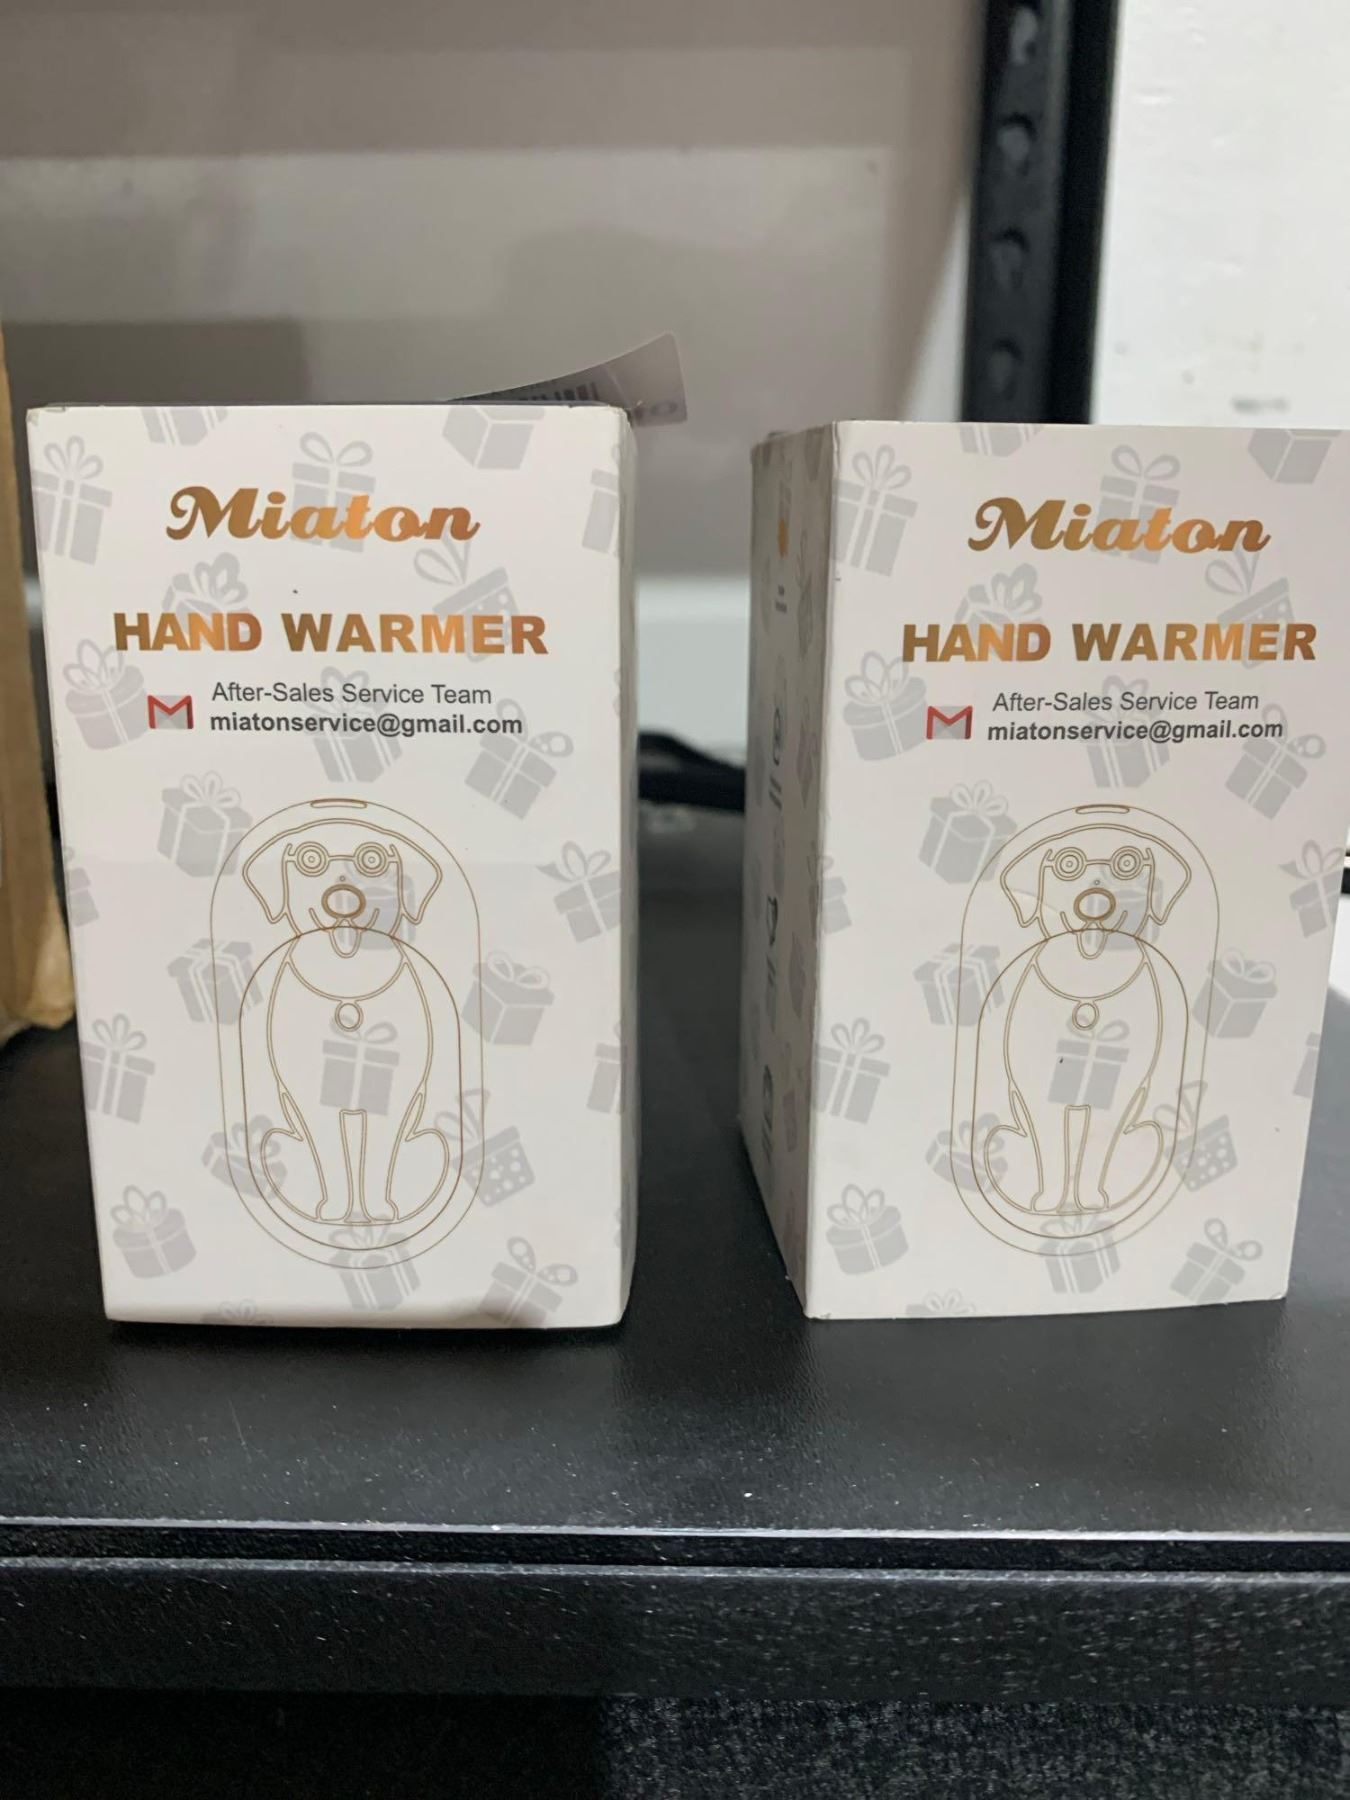 Miaton
HAND WARMER
After-Sales Service Team
miatonservice@gmail.com
Miaton
HAND WARMER
After-Sales Service Team
miatonservice@gmail.com